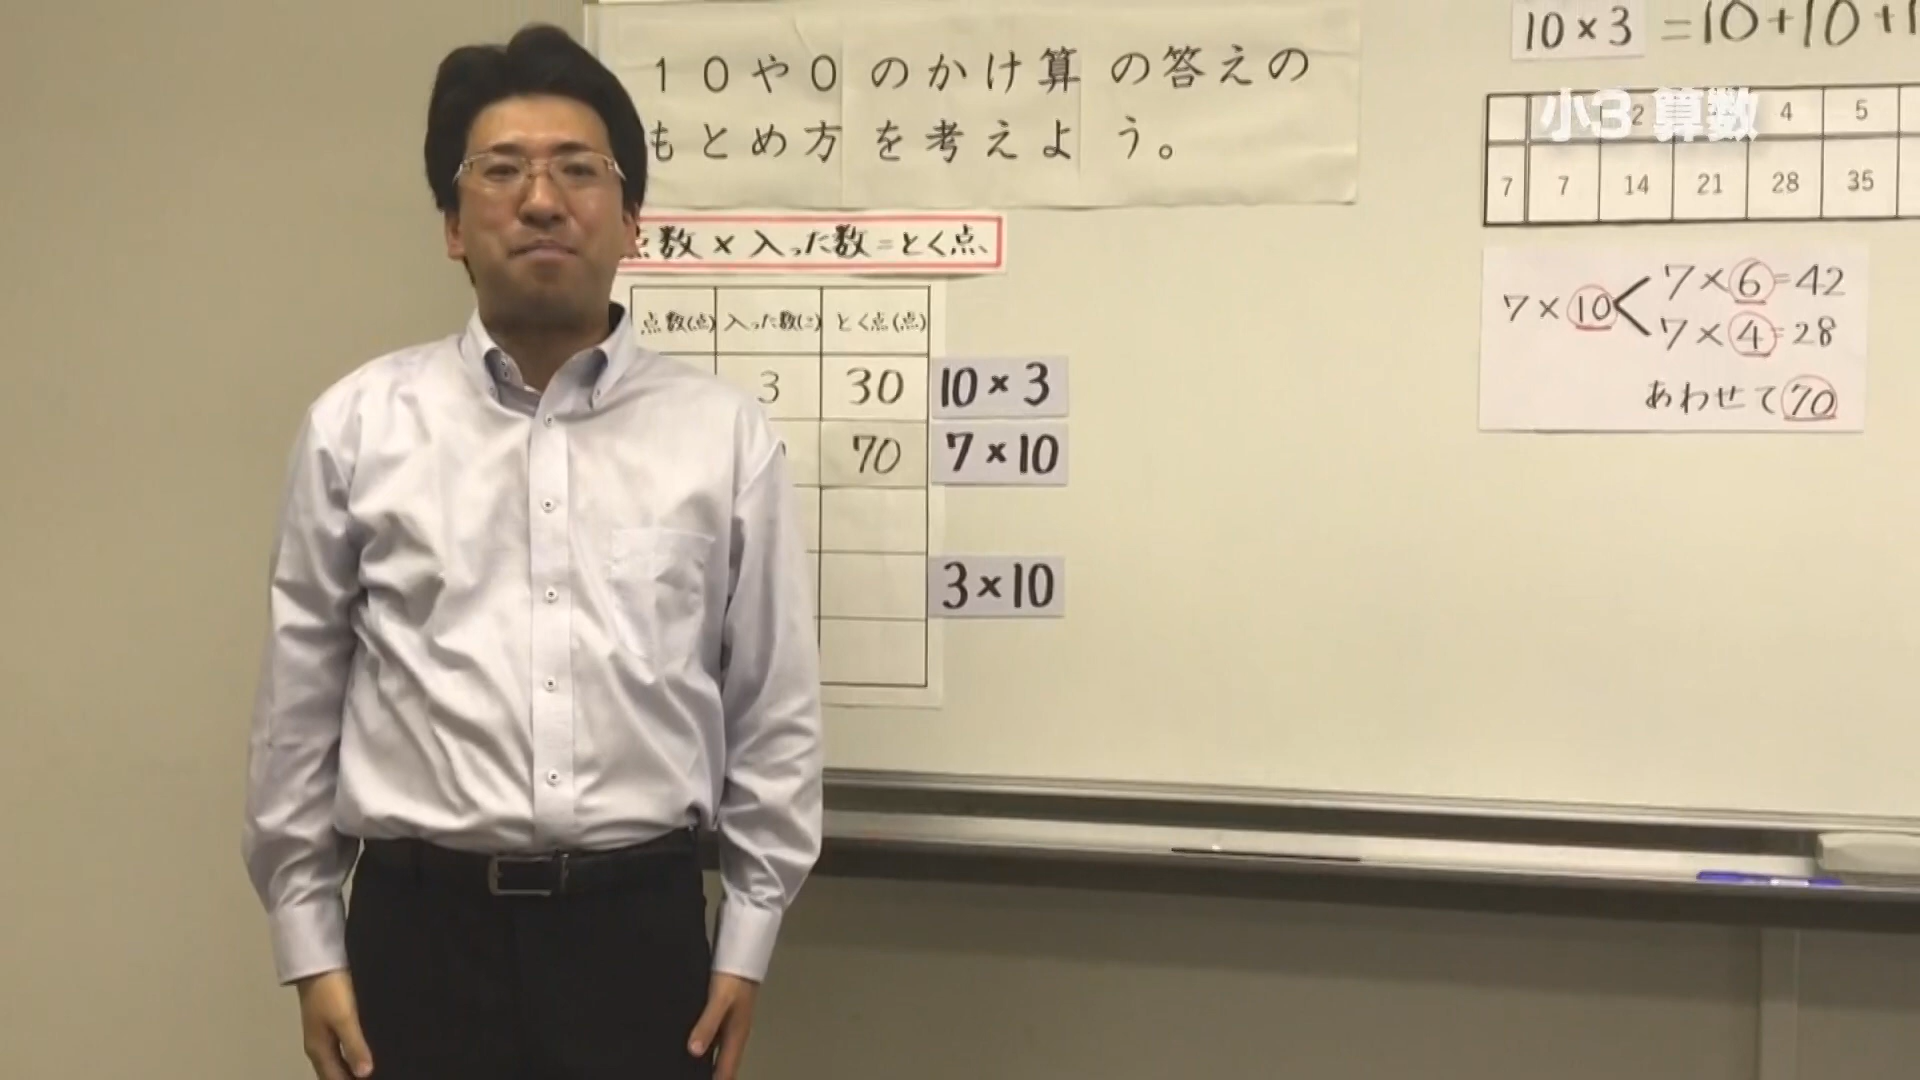 10や0のかけ算の答えの
もとめ方を考えよう。
点数×入った数=とく点
点数(点) 入った数(こ) とく点(点)
3 30 10×3
70 7×10
3×10
10×3 =10+10+1
小3 算数
4 5
7 7 14 21 28 35
7×10 7×6=42
7×4=28
あわせて70